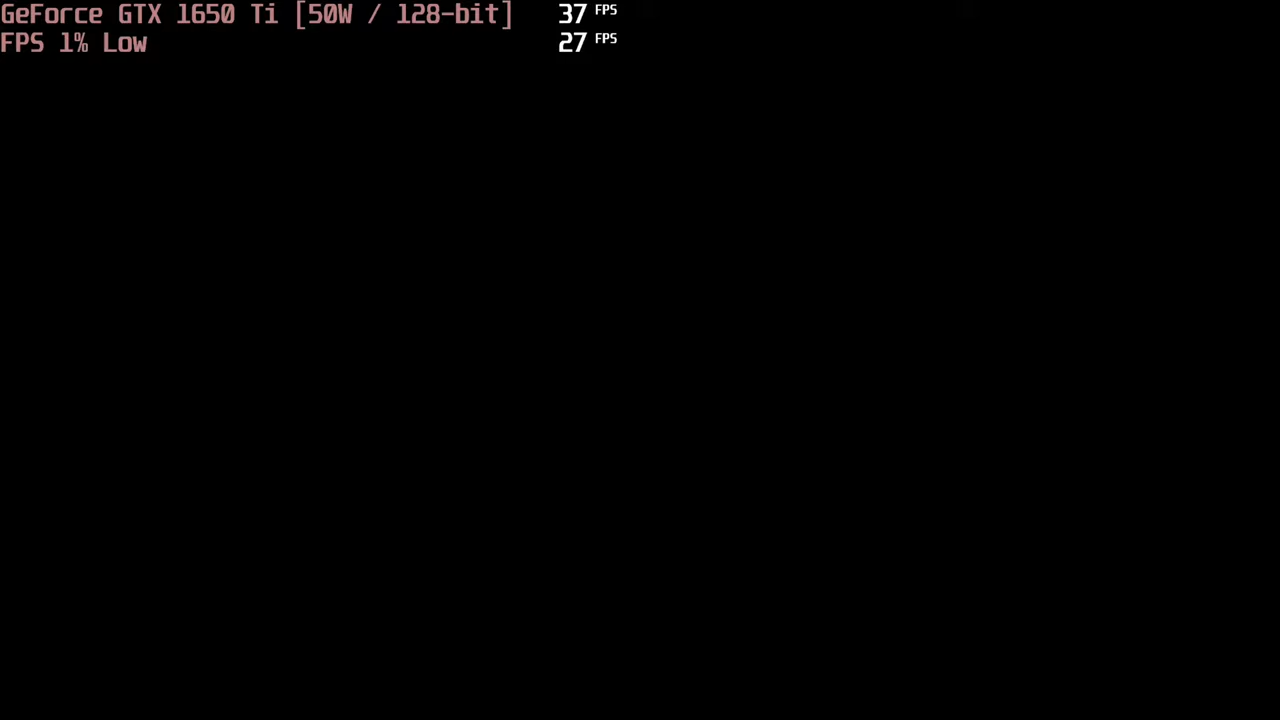 GeForce GTX 1650 Ti [50W / 128-bit] 37 FPS
FPS 1% Low 27 FPS